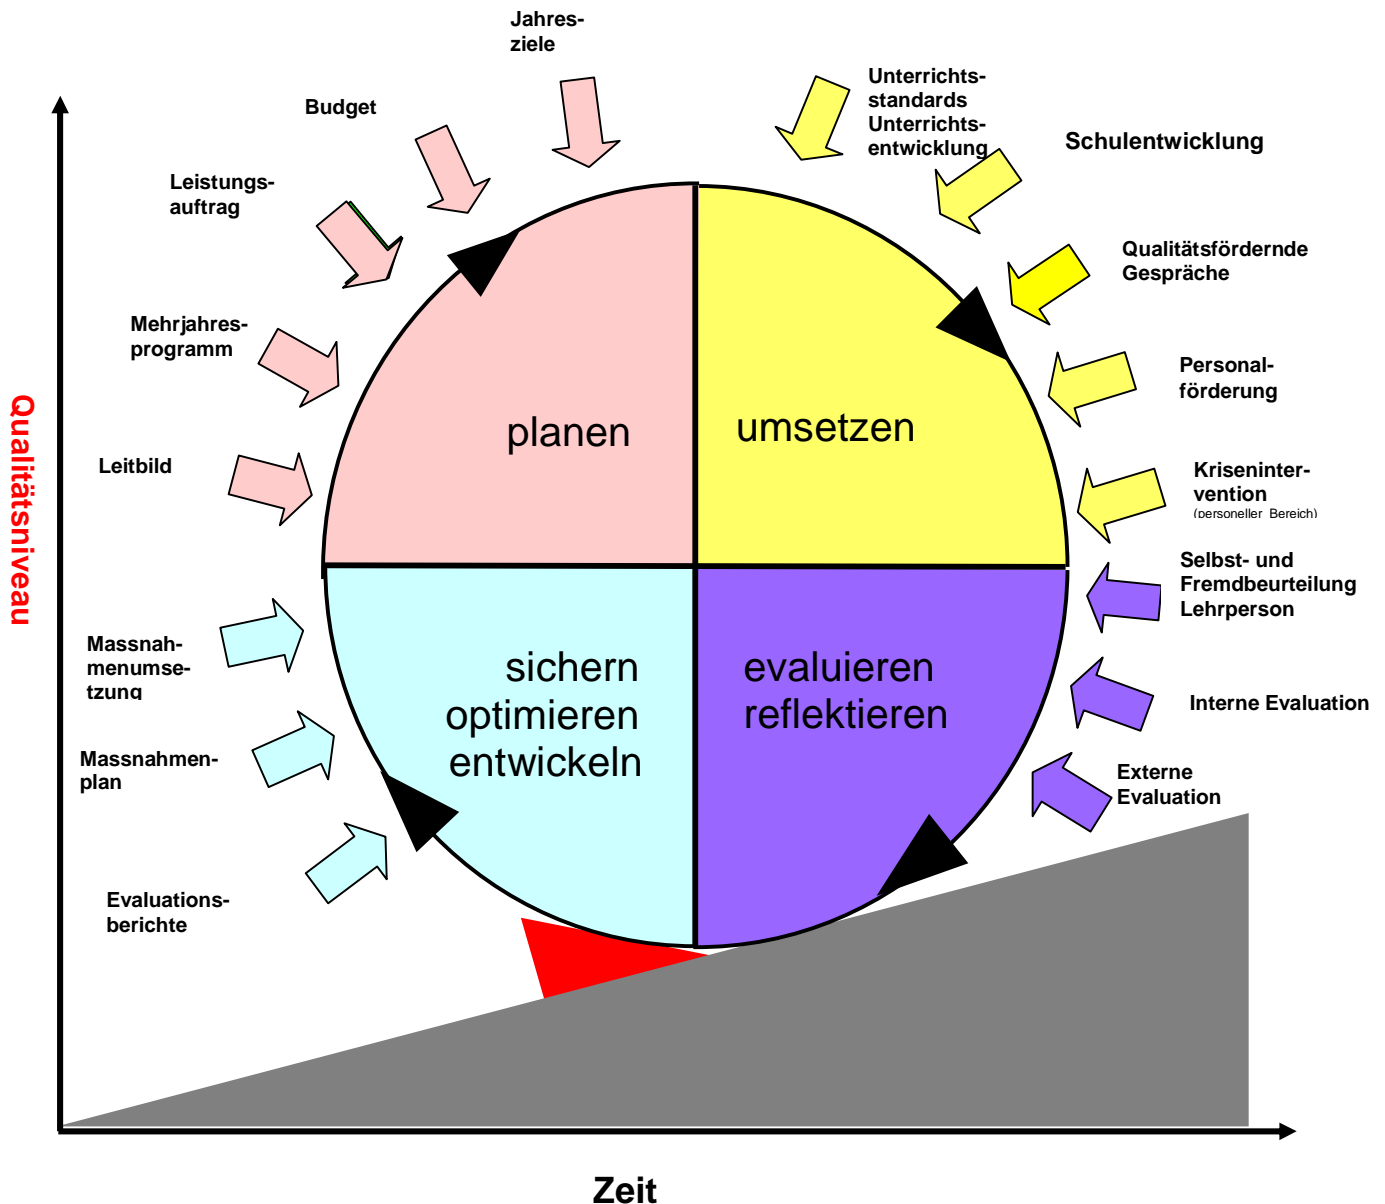 Jahres-
ziele
Budget
Leistungs-
auftrag
Mehrjahres-
programm
Leitbild
Unterrichts-
standards
Unterrichts-
entwicklung
Schulentwicklung
Qualitätsfördernde
Gespräche
Personal-
förderung
Kriseninter-
vention
(personeller Bereich)
Selbst- und
Fremdbeurteilung
Lehrperson
Interne Evaluation
Externe
Evaluation
Massnah-
menumse-
tzung
Massnahmen-
plan
Evaluations-
berichte
planen
umsetzen
sichern
optimieren
entwickeln
evaluieren
reflektieren
Qualitätsniveau
Zeit